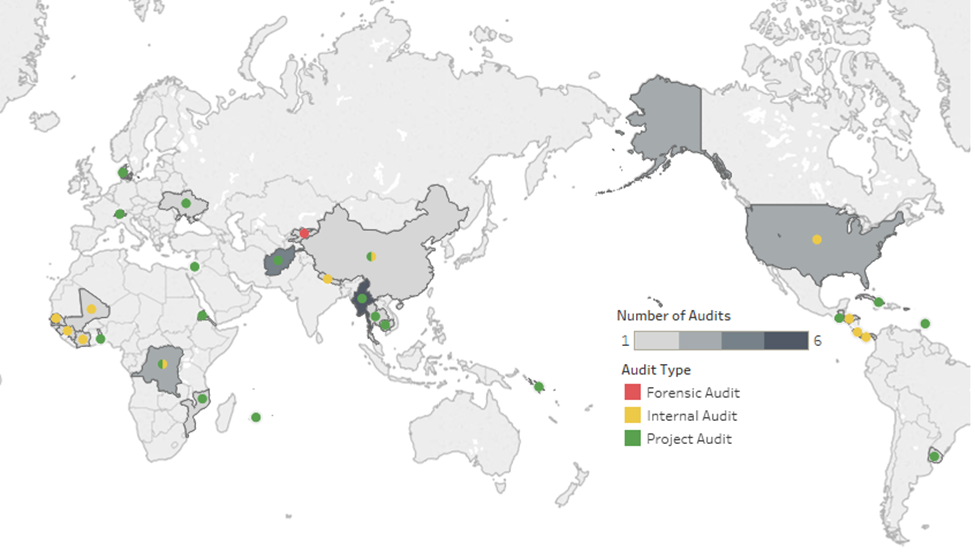 Number of Audits
1 6
Audit Type
Forensic Audit
Internal Audit
Project Audit